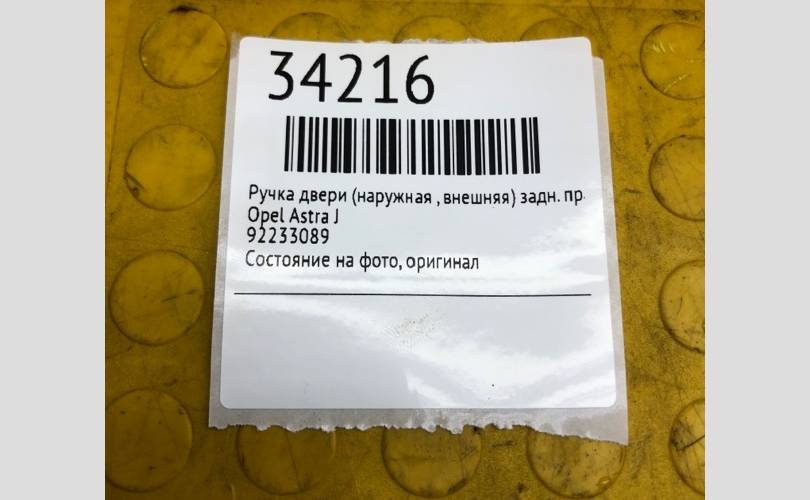 34216
Ручка двери (наружная , внешняя) задн. пр.
Opel Astra J
92233089
Состояние на фото, оригинал